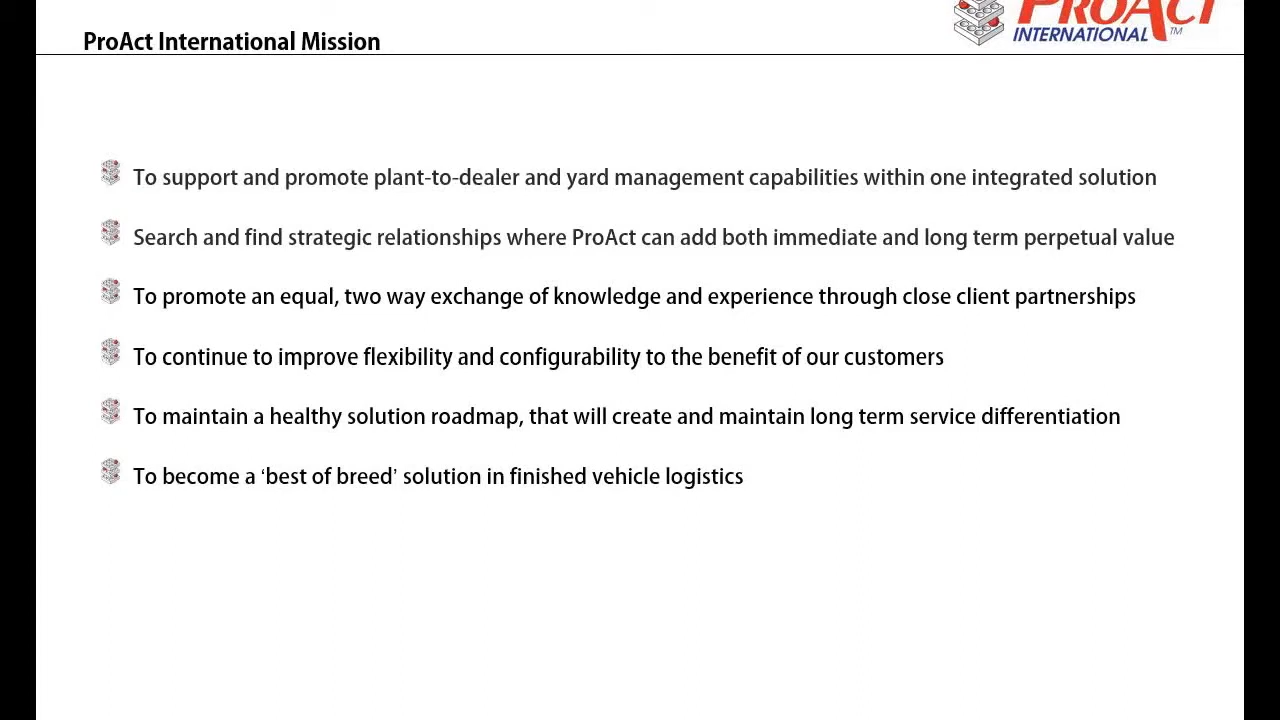 ProAct International Mission
PROACT
INTERNATIONAL TM
To support and promote plant-to-dealer and yard management capabilities within one integrated solution
Search and find strategic relationships where ProAct can add both immediate and long term perpetual value
To promote an equal, two way exchange of knowledge and experience through close client partnerships
To continue to improve flexibility and configurability to the benefit of our customers
To maintain a healthy solution roadmap, that will create and maintain long term service differentiation
To become a ‘best of breed’ solution in finished vehicle logistics